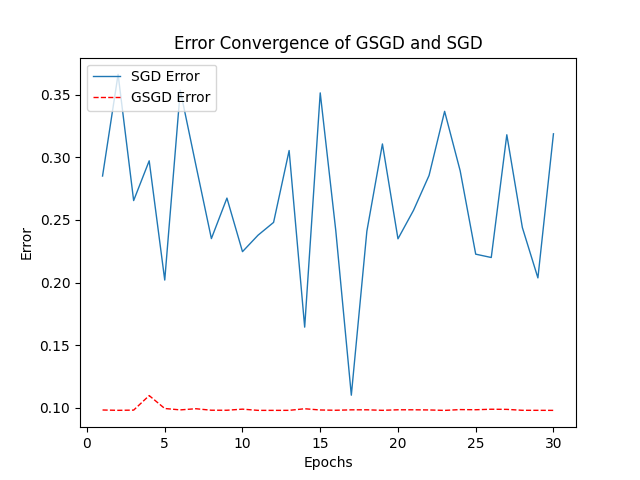 Error Convergence of GSGD and SGD
SGD Error
GSGD Error
0.35
0.30
0.25
0.20
0.15
0.10
Error
0 5 10 15 20 25 30
Epochs